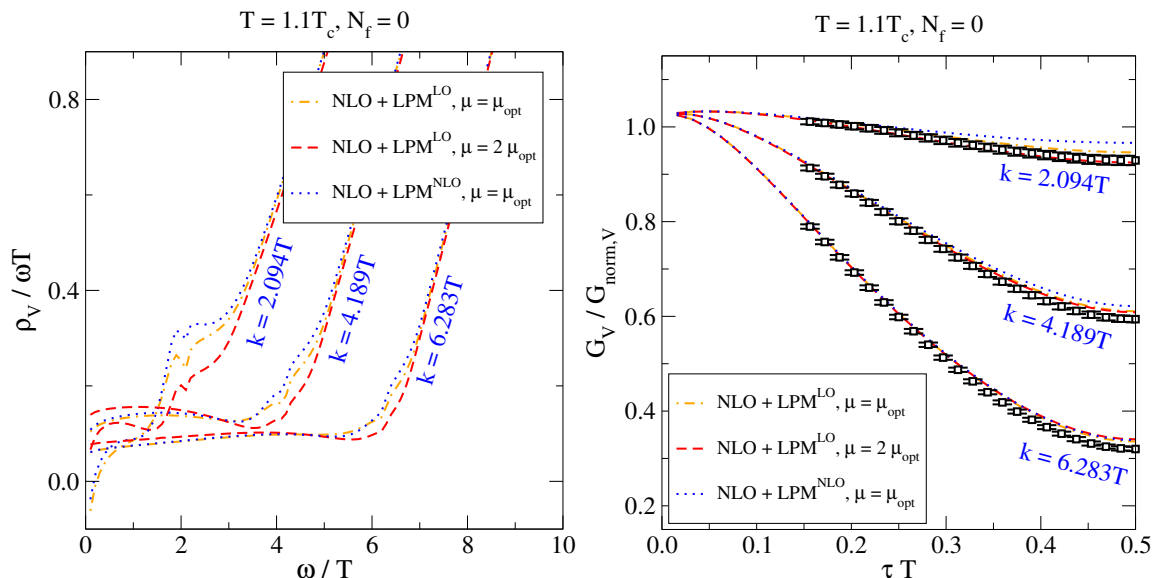 T = 1.1T_c, N_f = 0
0.8
0.4
0.0
ρ_V / ωT
NLO + LPM^LO, μ = μ_opt
NLO + LPM^LO, μ = 2 μ_opt
NLO + LPM^NLO, μ = μ_opt
k = 2.094T
k = 4.189T
k = 6.283T
0 2 4 6 8 10
ω / T
T = 1.1T_c, N_f = 0
1.0
0.8
0.6
0.4
0.2
G_V / G_norm,V
k = 2.094T
k = 4.189T
k = 6.283T
NLO + LPM^LO, μ = μ_opt
NLO + LPM^LO, μ = 2 μ_opt
NLO + LPM^NLO, μ = μ_opt
0.0 0.1 0.2 0.3 0.4 0.5
τ T